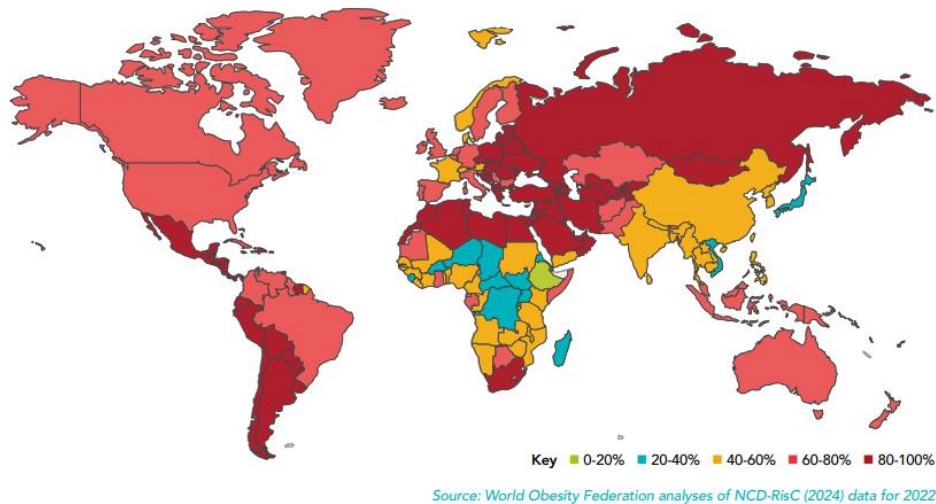 Key 0-20% 20-40% 40-60% 60-80% 80-100%
Source: World Obesity Federation analyses of NCD-RisC (2024) data for 2022